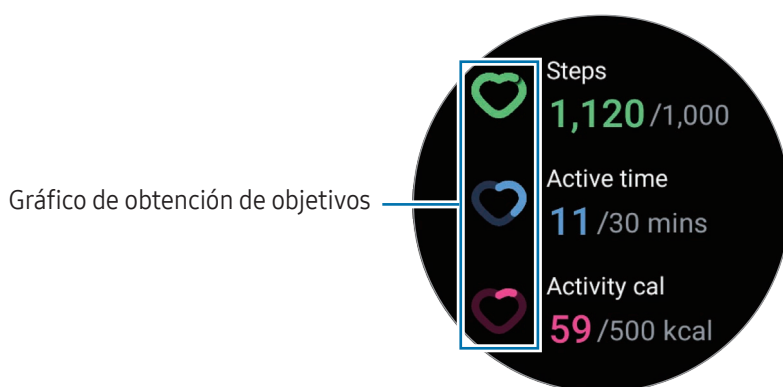 Steps
1,120/1,000
Gráfico de obtención de objetivos
Active time
11/30 mins
Activity cal
59/500 kcal